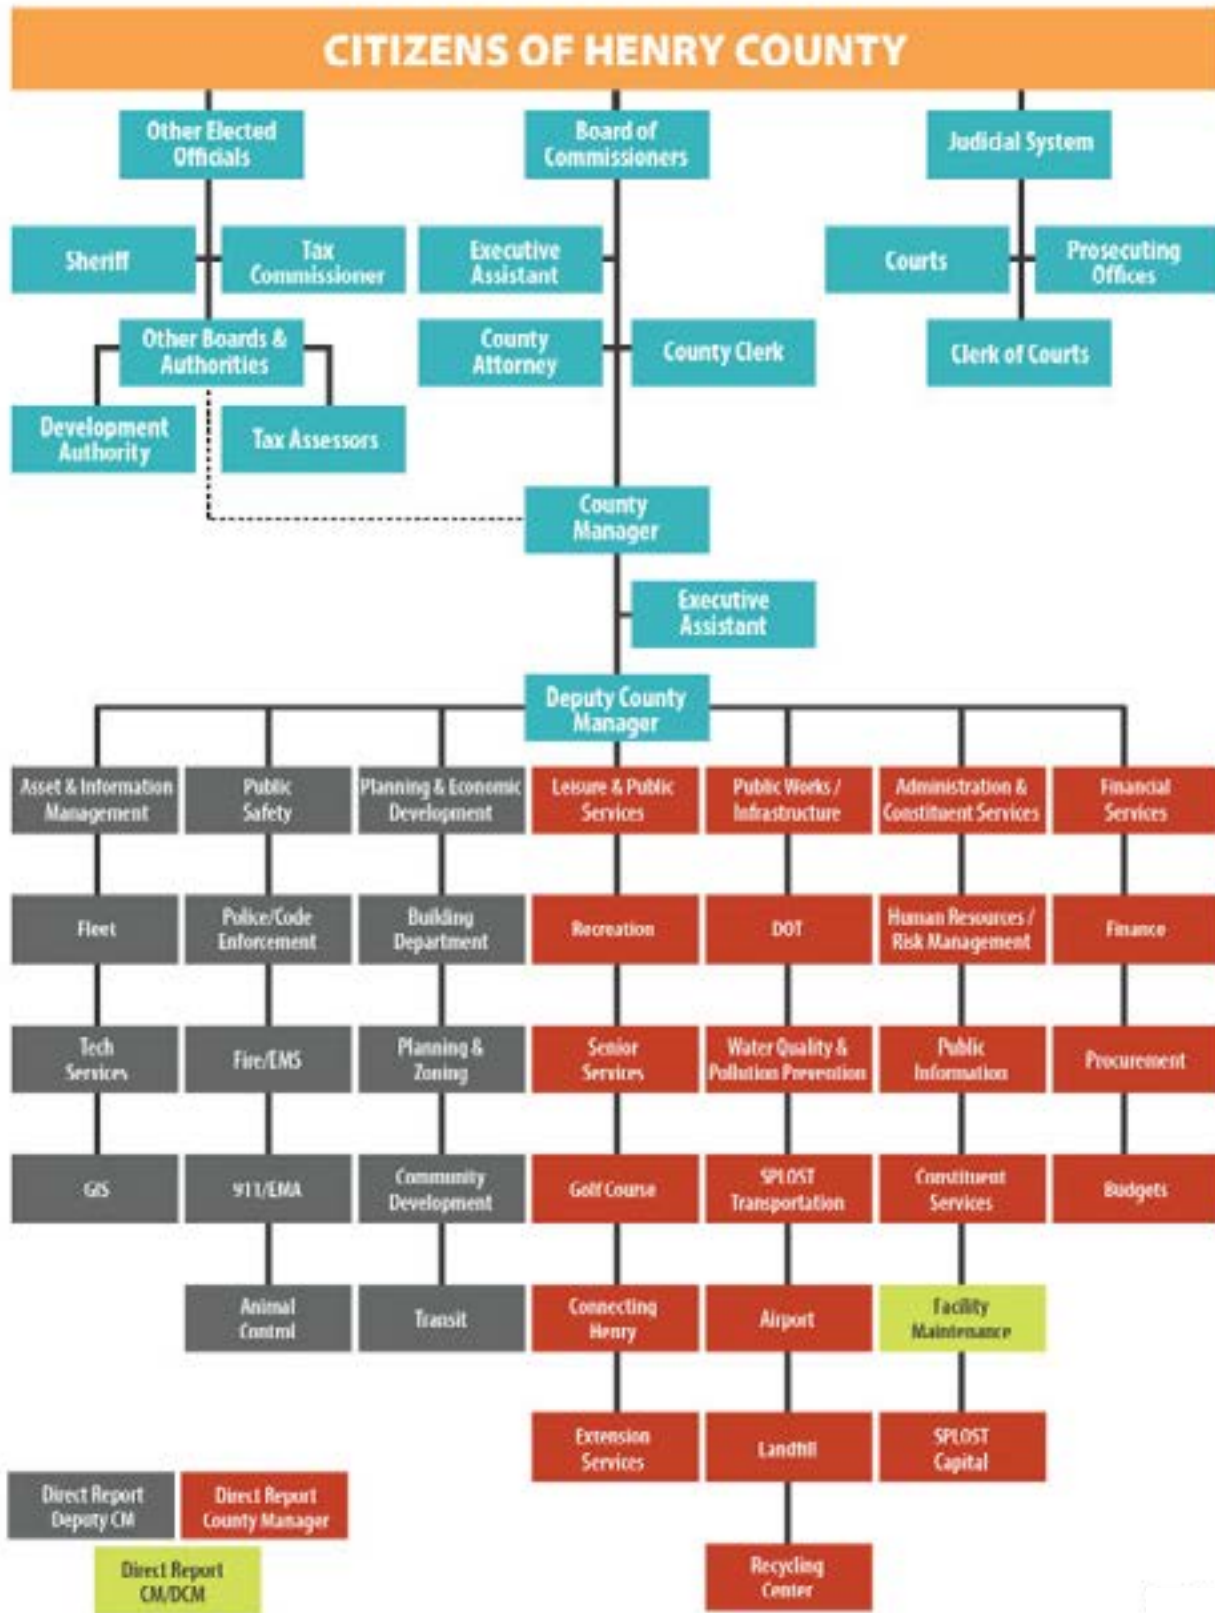 CITIZENS OF HENRY COUNTY
Other Elected
Officials
Board of
Commissioners
Judicial System
Sheriff
Tax
Commissioner
Executive
Assistant
Courts
Prosecuting
Offices
Other Boards &
Authorities
County
Attorney
County Clerk
Clerk of Courts
Development
Authority
Tax Assessors
County
Manager
Executive
Assistant
Deputy County
Manager
Asset & Information
Management
Public
Safety
Planning & Economic
Development
Leisure & Public
Services
Public Works /
Infrastructure
Administration &
Constituent Services
Financial
Services
Fleet
Police/Code
Enforcement
Building
Department
Recreation
DOT
Human Resources /
Risk Management
Finance
Tech
Services
Fire/EMS
Planning &
Zoning
Senior
Services
Water Quality &
Pollution Prevention
Public
Information
Procurement
GIS
911/EMA
Community
Development
Golf Course
SPLOST
Transportation
Constituent
Services
Budgets
Animal
Control
Transit
Connecting
Henry
Airport
Facility
Maintenance
Extension
Services
Landfill
SPLOST
Capital
Recycling
Center
Direct Report
Deputy CM
Direct Report
County Manager
Direct Report
CM/DCM